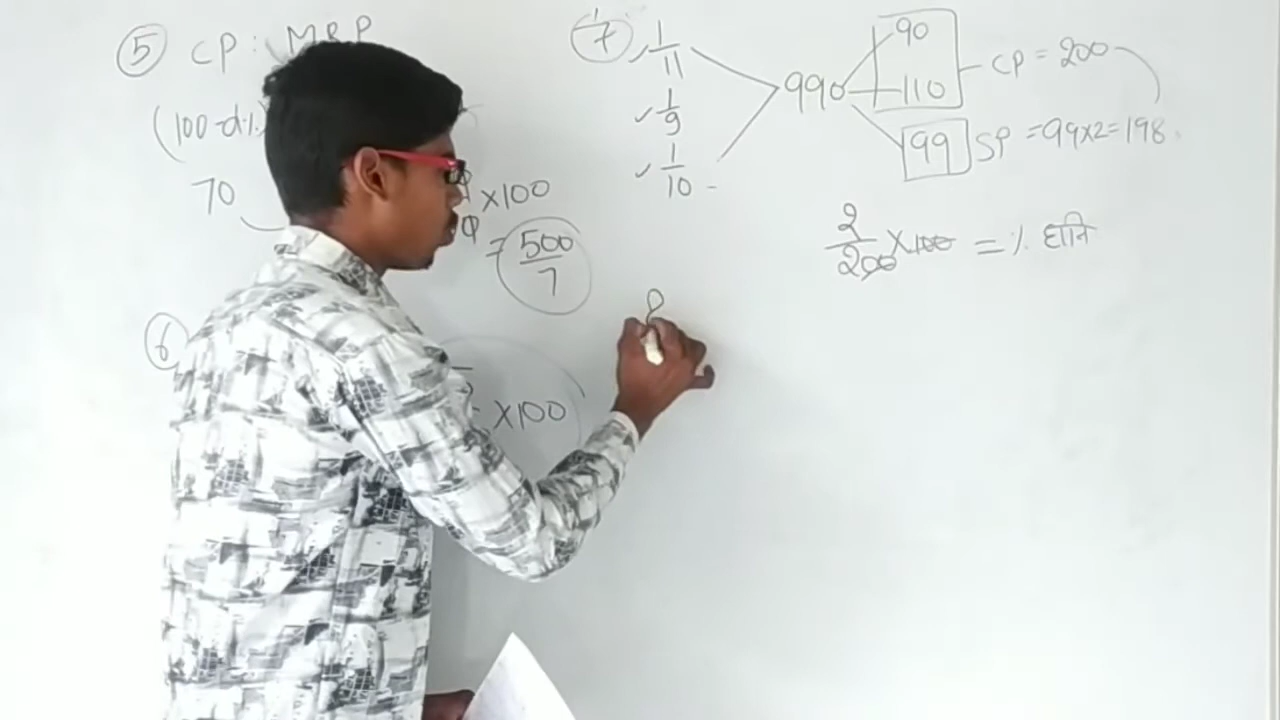 ⑤ CP : MRP
(100-d%)
70
×100
= 500/7
⑥
×100
⑦ 1/11
1/9
1/10
990
90
110
CP = 200
99 SP = 99×2=198
2/200 ×100 = % हानि
8